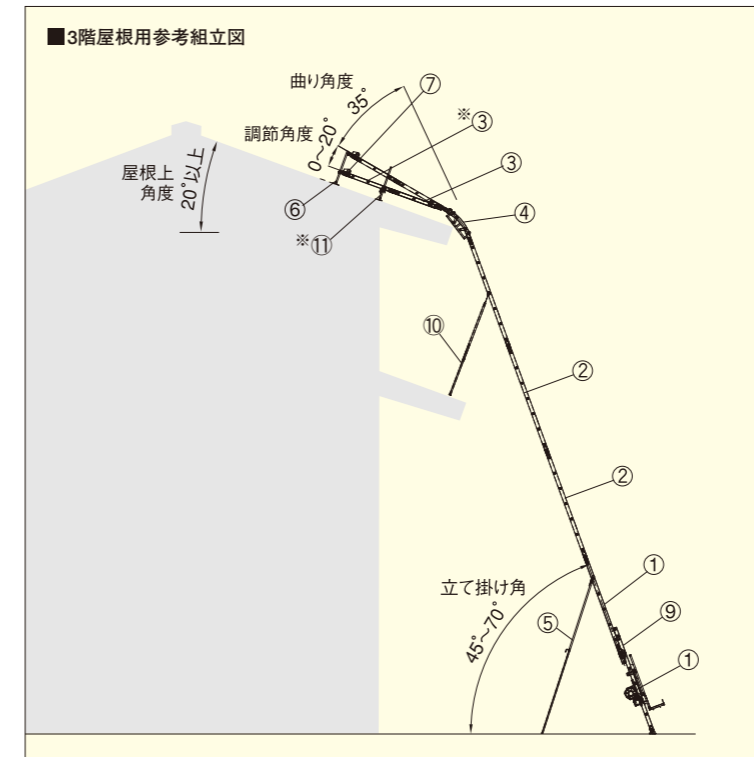 ■3階屋根用参考組立図
曲り角度
35°
⑦
※③
調節角度
0〜20°
③
屋根上
角度
20°以上
⑥
④
※⑪
⑩
②
②
立て掛け角
45°〜70°
①
⑤
⑨
①